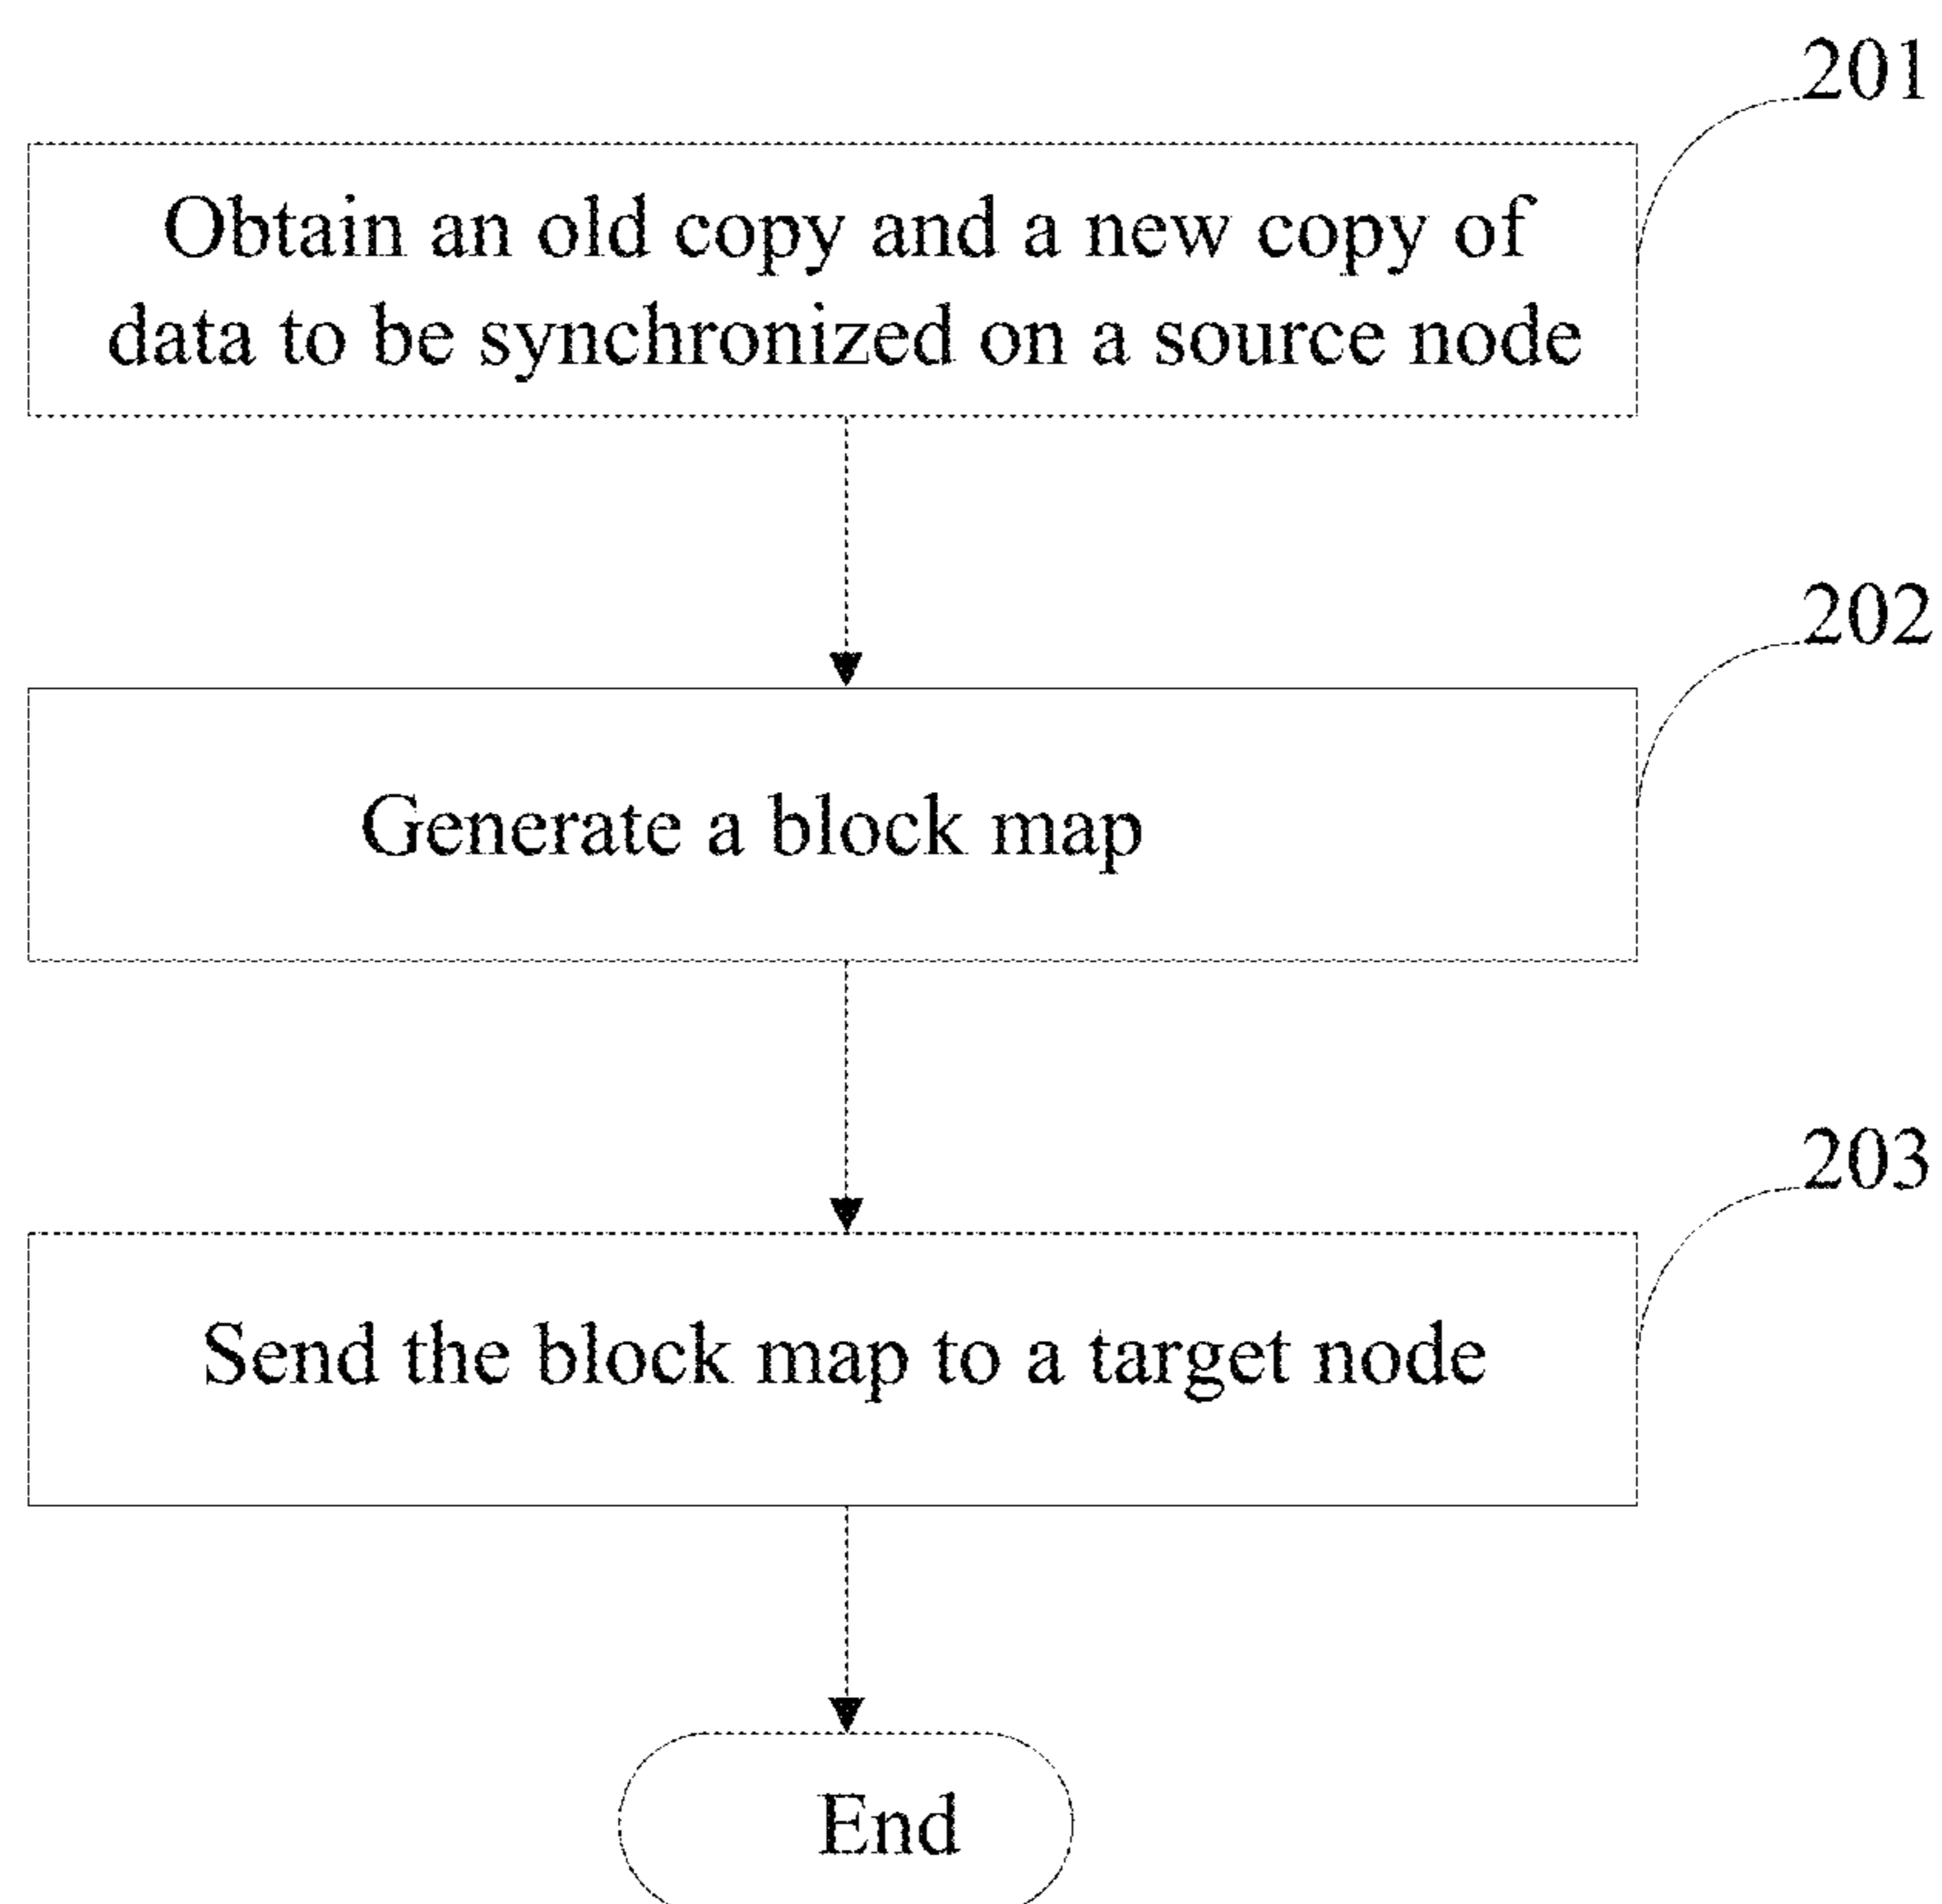 201
Obtain an old copy and a new copy of
data to be synchronized on a source node
202
Generate a block map
203
Send the block map to a target node
End